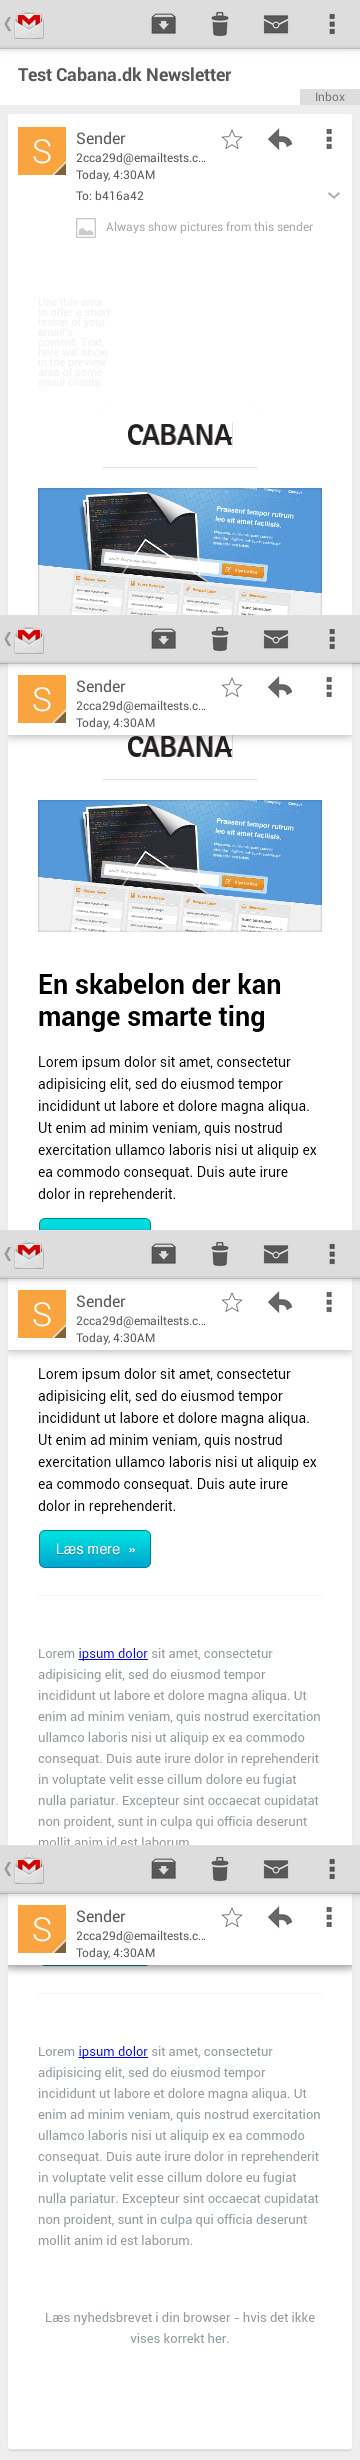 Test Cabana.dk Newsletter
Inbox
S
Sender
2cca29d@emailtests.c...
Today, 4:30AM
To: b416a42
Always show pictures from this sender
Use this area
to offer a short
teaser of your
email's
content. Text
here will show
in the preview
area of some
email clients.
CABANA
Praesent tempor rutrum
leo sit amet facilisis.
S
Sender
2cca29d@emailtests.c...
Today, 4:30AM
CABANA
Praesent tempor rutrum
leo sit amet facilisis.
En skabelon der kan
mange smarte ting
Lorem ipsum dolor sit amet, consectetur
adipisicing elit, sed do eiusmod tempor
incididunt ut labore et dolore magna aliqua.
Ut enim ad minim veniam, quis nostrud
exercitation ullamco laboris nisi ut aliquip ex
ea commodo consequat. Duis aute irure
dolor in reprehenderit.
S
Sender
2cca29d@emailtests.c...
Today, 4:30AM
Lorem ipsum dolor sit amet, consectetur
adipisicing elit, sed do eiusmod tempor
incididunt ut labore et dolore magna aliqua.
Ut enim ad minim veniam, quis nostrud
exercitation ullamco laboris nisi ut aliquip ex
ea commodo consequat. Duis aute irure
dolor in reprehenderit.
Læs mere »
Lorem ipsum dolor sit amet, consectetur
adipisicing elit, sed do eiusmod tempor
incididunt ut labore et dolore magna aliqua. Ut
enim ad minim veniam, quis nostrud exercitation
ullamco laboris nisi ut aliquip ex ea commodo
consequat. Duis aute irure dolor in reprehenderit
in voluptate velit esse cillum dolore eu fugiat
nulla pariatur. Excepteur sint occaecat cupidatat
non proident, sunt in culpa qui officia deserunt
mollit anim id est laborum.
S
Sender
2cca29d@emailtests.c...
Today, 4:30AM
Lorem ipsum dolor sit amet, consectetur
adipisicing elit, sed do eiusmod tempor
incididunt ut labore et dolore magna aliqua. Ut
enim ad minim veniam, quis nostrud exercitation
ullamco laboris nisi ut aliquip ex ea commodo
consequat. Duis aute irure dolor in reprehenderit
in voluptate velit esse cillum dolore eu fugiat
nulla pariatur. Excepteur sint occaecat cupidatat
non proident, sunt in culpa qui officia deserunt
mollit anim id est laborum.
Læs nyhedsbrevet i din browser - hvis det ikke
vises korrekt her.